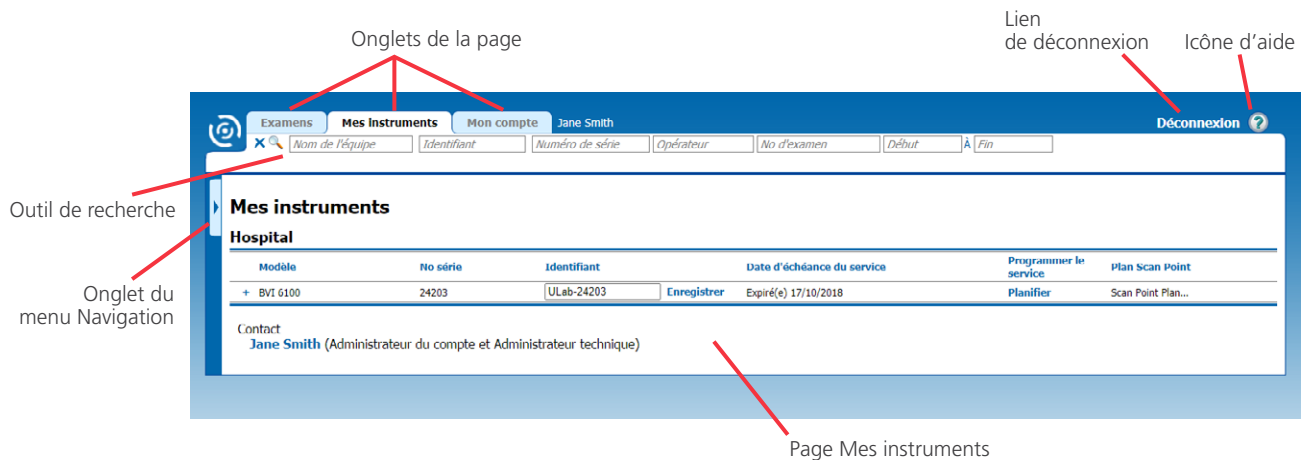 Onglets de la page
Lien
de déconnexion
Icône d’aide
Examens
Mes instruments
Mon compte
Jane Smith
Déconnexion
Nom de l'équipe
Identifiant
Numéro de série
Opérateur
No d'examen
Début
À
Fin
Outil de recherche
Mes instruments
Hospital
Modèle
No série
Identifiant
Date d'échéance du service
Programmer le
service
Plan Scan Point
+ BVI 6100
24203
ULab-24203
Enregistrer
Expiré(e) 17/10/2018
Planifier
Scan Point Plan...
Onglet du
menu Navigation
Contact
Jane Smith (Administrateur du compte et Administrateur technique)
Page Mes instruments